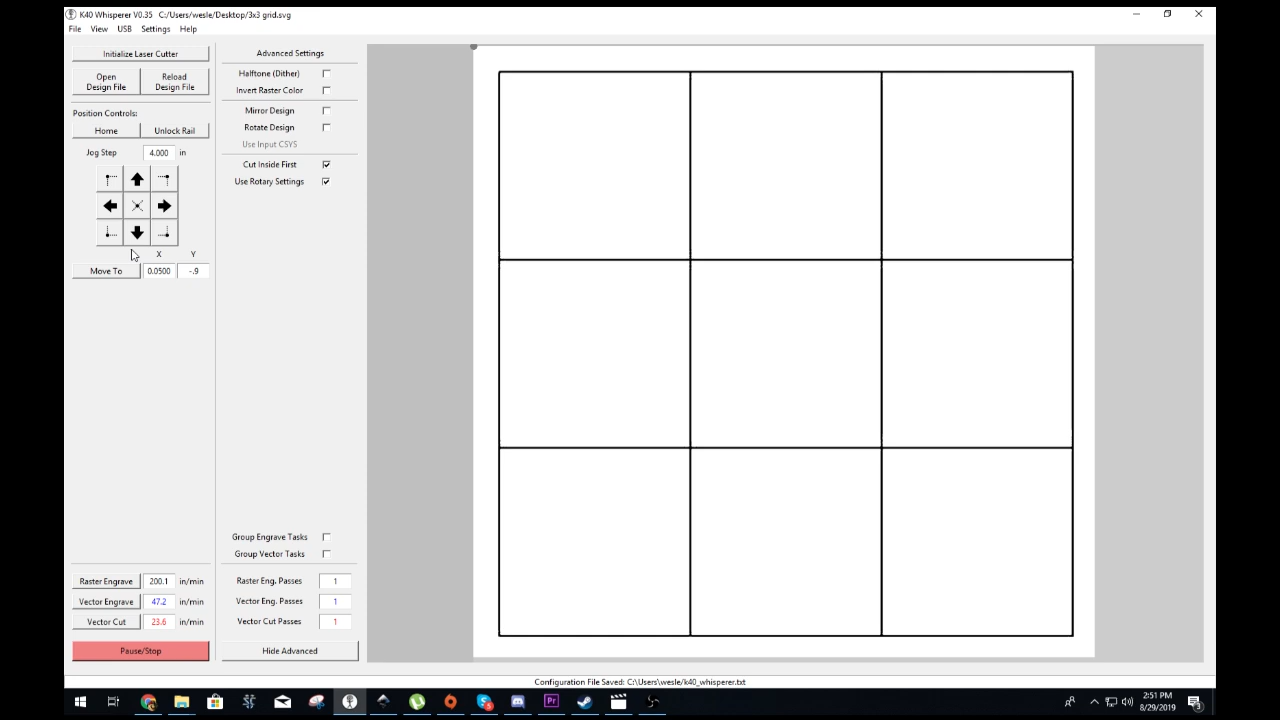 K40 Whisperer V0.35 C:/Users/wesle/Desktop/3x3 grid.svg
File View USB Settings Help
Initialize Laser Cutter
Open Design File
Reload Design File
Position Controls:
Home Unlock Rail
Jog Step 4.000 in
X Y
Move To 0.0500 -.9
Raster Engrave 200.1 in/min
Vector Engrave 47.2 in/min
Vector Cut 23.6 in/min
Pause/Stop
Advanced Settings
Halftone (Dither)
Invert Raster Color
Mirror Design
Rotate Design
Use Input CSYS
Cut Inside First
Use Rotary Settings
Group Engrave Tasks
Group Vector Tasks
Raster Eng. Passes 1
Vector Eng. Passes 1
Vector Cut Passes 1
Hide Advanced
Configuration File Saved: C:\Users\wesle/k40_whisperer.txt
Pr
2:51 PM
8/29/2019
3